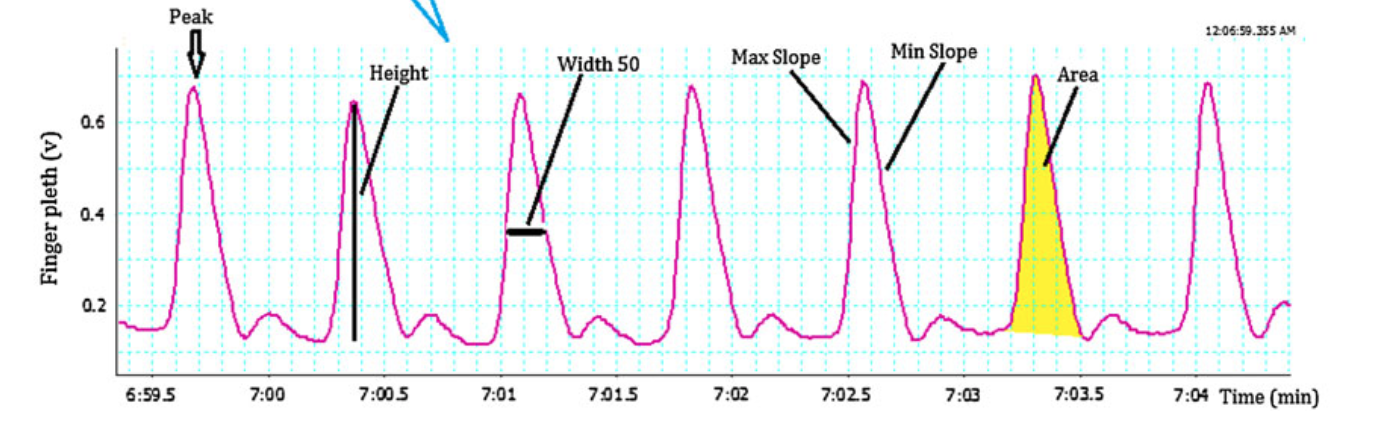 Peak
12:06:59.355 AM
Height
Width 50
Max Slope
Min Slope
Area
Finger pleth (v)
0.6
0.4
0.2
6:59.5 7:00 7:00.5 7:01 7:01.5 7:02 7:02.5 7:03 7:03.5 7:04 Time (min)